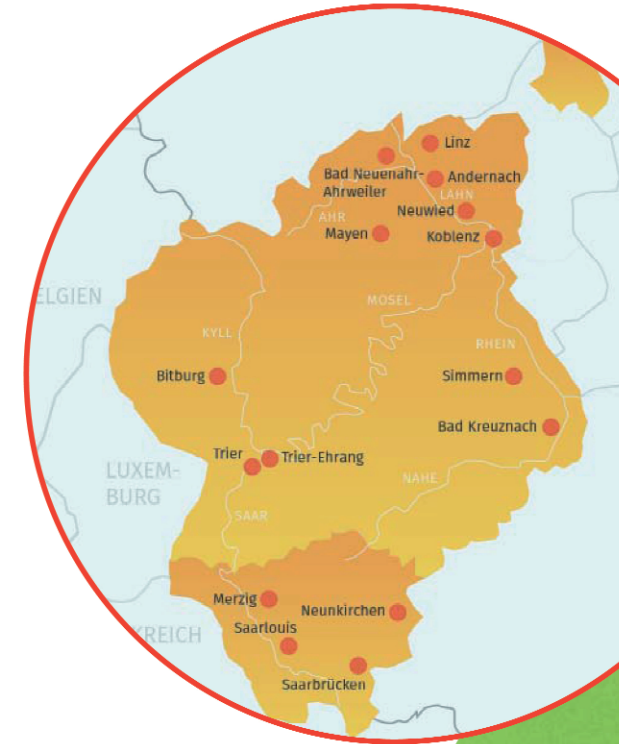 Linz
Bad Neuenahr-
Ahrweiler
Andernach
LAHN
Neuwied
AHR
Mayen
Koblenz
ELGIEN
MOSEL
KYLL
RHEIN
Bitburg
Simmern
Bad Kreuznach
Trier
Trier-Ehrang
LUXEM-
BURG
NAHE
SAAR
Merzig
Neunkirchen
Saarlouis
KREICH
Saarbrücken